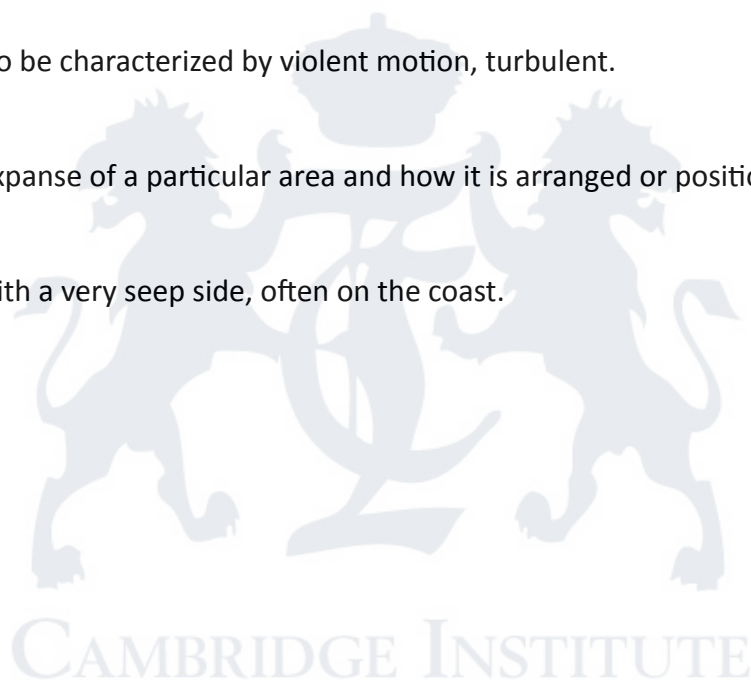 o be characterized by violent motion, turbulent.
xpanse of a particular area and how it is arranged or positio
ith a very seep side, often on the coast.
CAMBRIDGE INSTITUTE